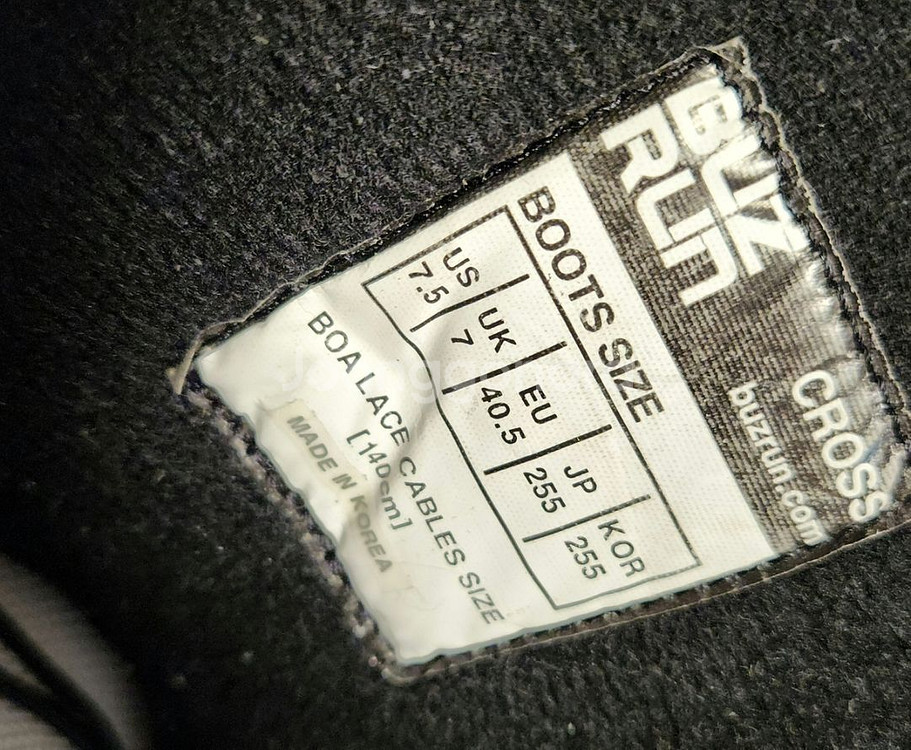 BUZ
RUN
CROSS
buzrun.com
BOOTS SIZE
US UK EU JP KOR
7.5 7 40.5 255 255
BOA LACE CABLES SIZE
[140cm]
MADE IN KOREA